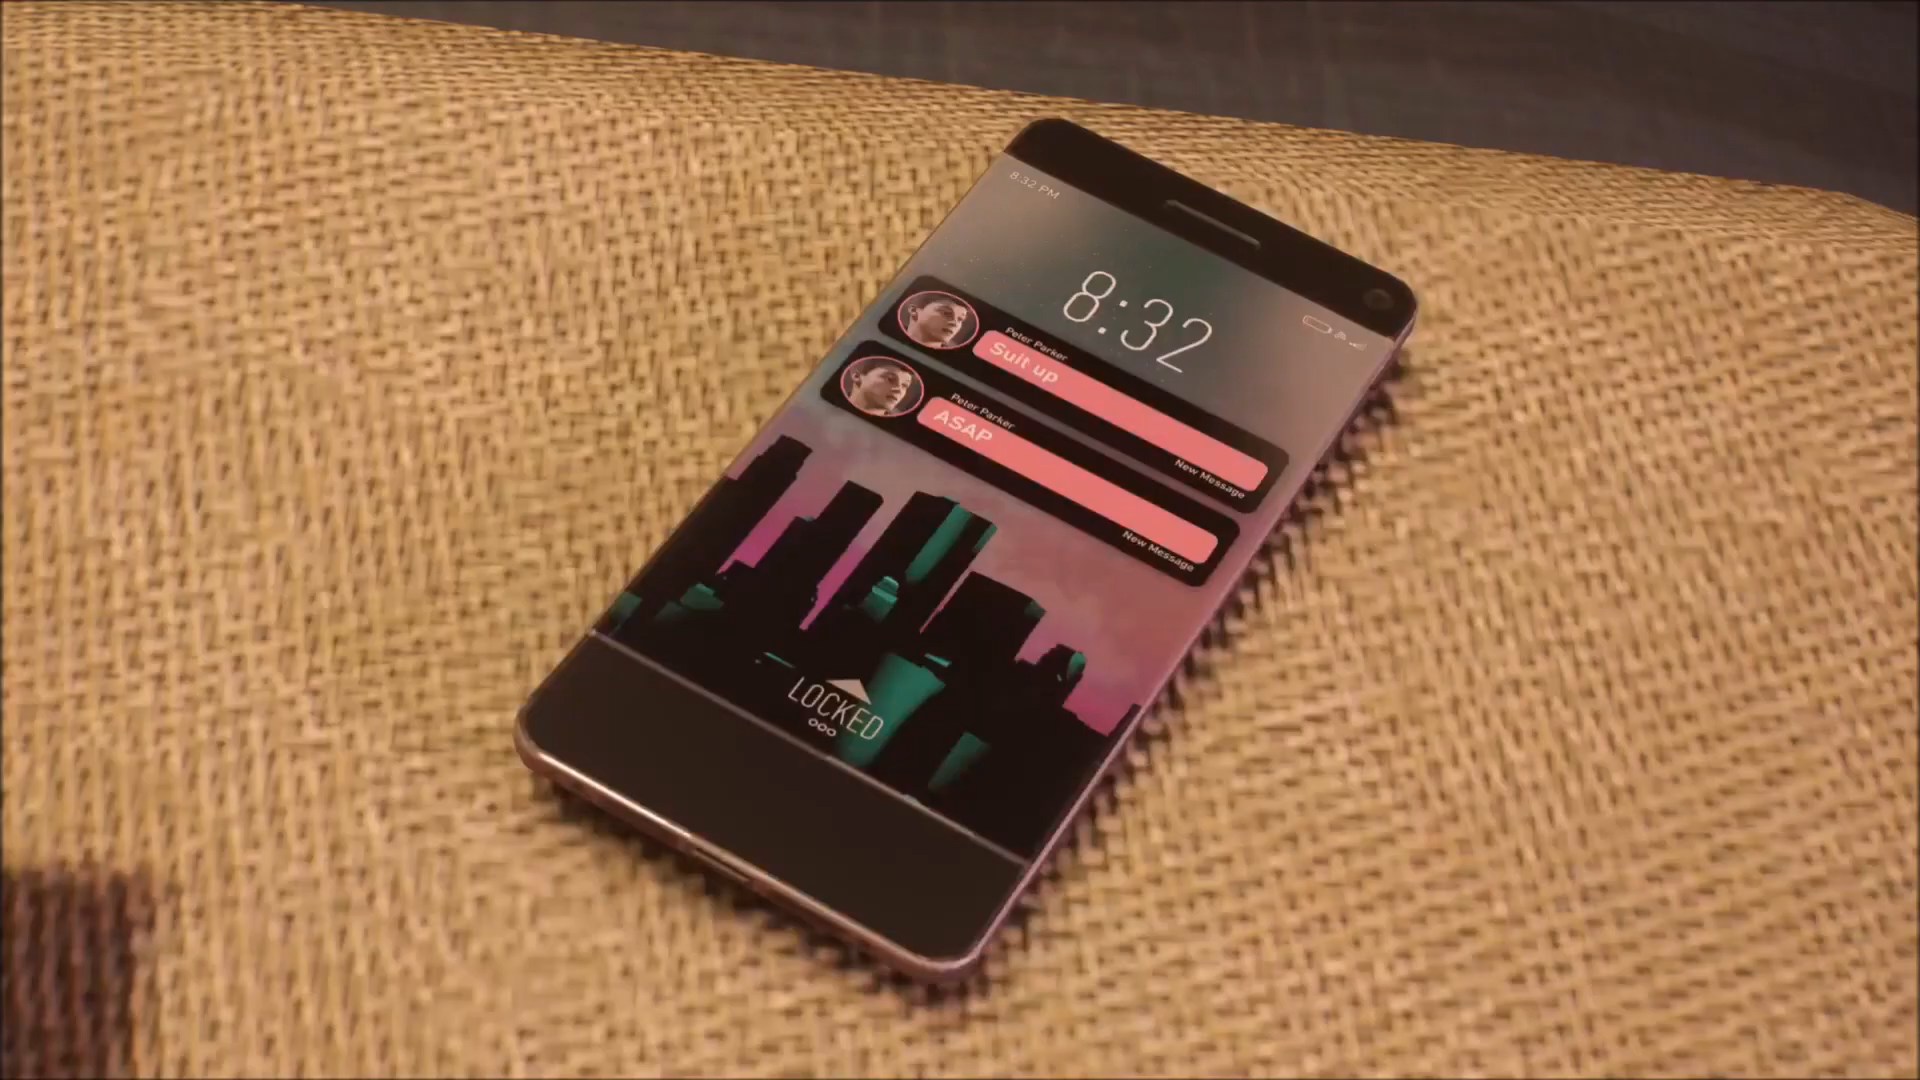 8:32 PM
8:32
Peter Parker
Suit up
New Message
Peter Parker
ASAP
New Message
LOCKED